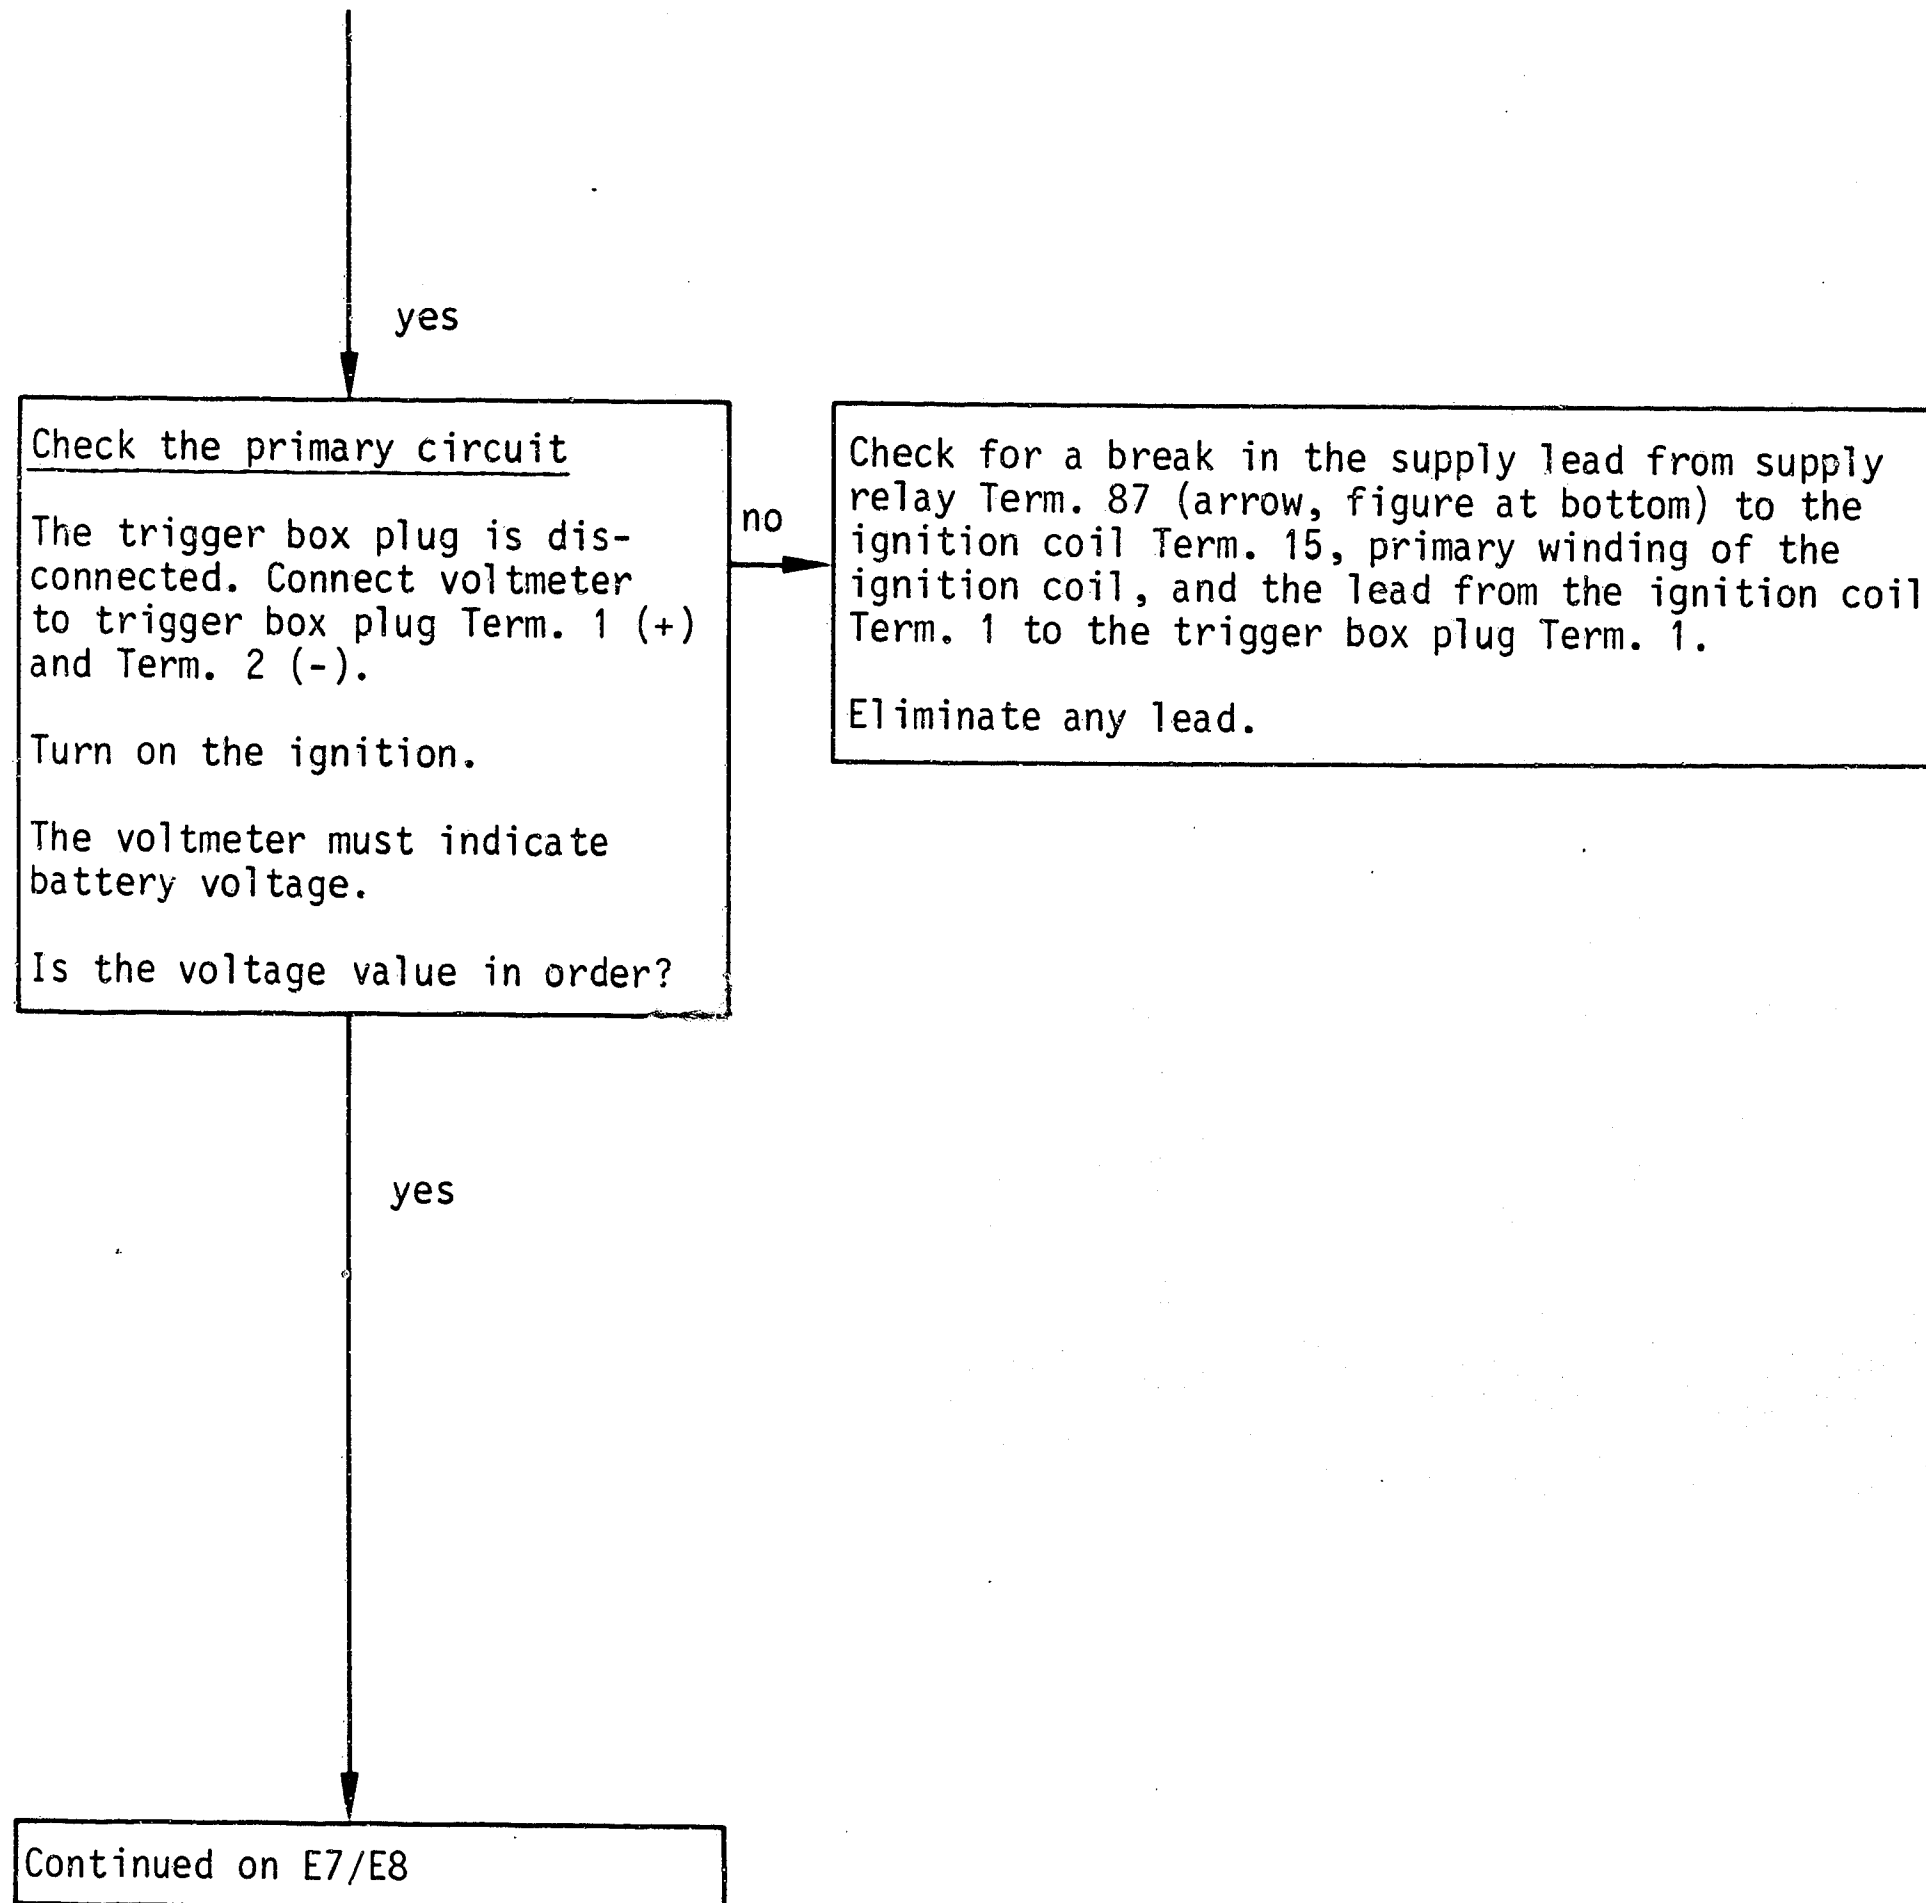 yes
Check the primary circuit
The trigger box plug is dis-
connected. Connect voltmeter
to trigger box plug Term. 1 (+)
and Term. 2 (-).
Turn on the ignition.
The voltmeter must indicate
battery voltage.
Is the voltage value in order?
no
Check for a break in the supply lead from supply
relay Term. 87 (arrow, figure at bottom) to the
ignition coil Term. 15, primary winding of the
ignition coil, and the lead from the ignition coil
Term. 1 to the trigger box plug Term. 1.
Eliminate any lead.
yes
Continued on E7/E8